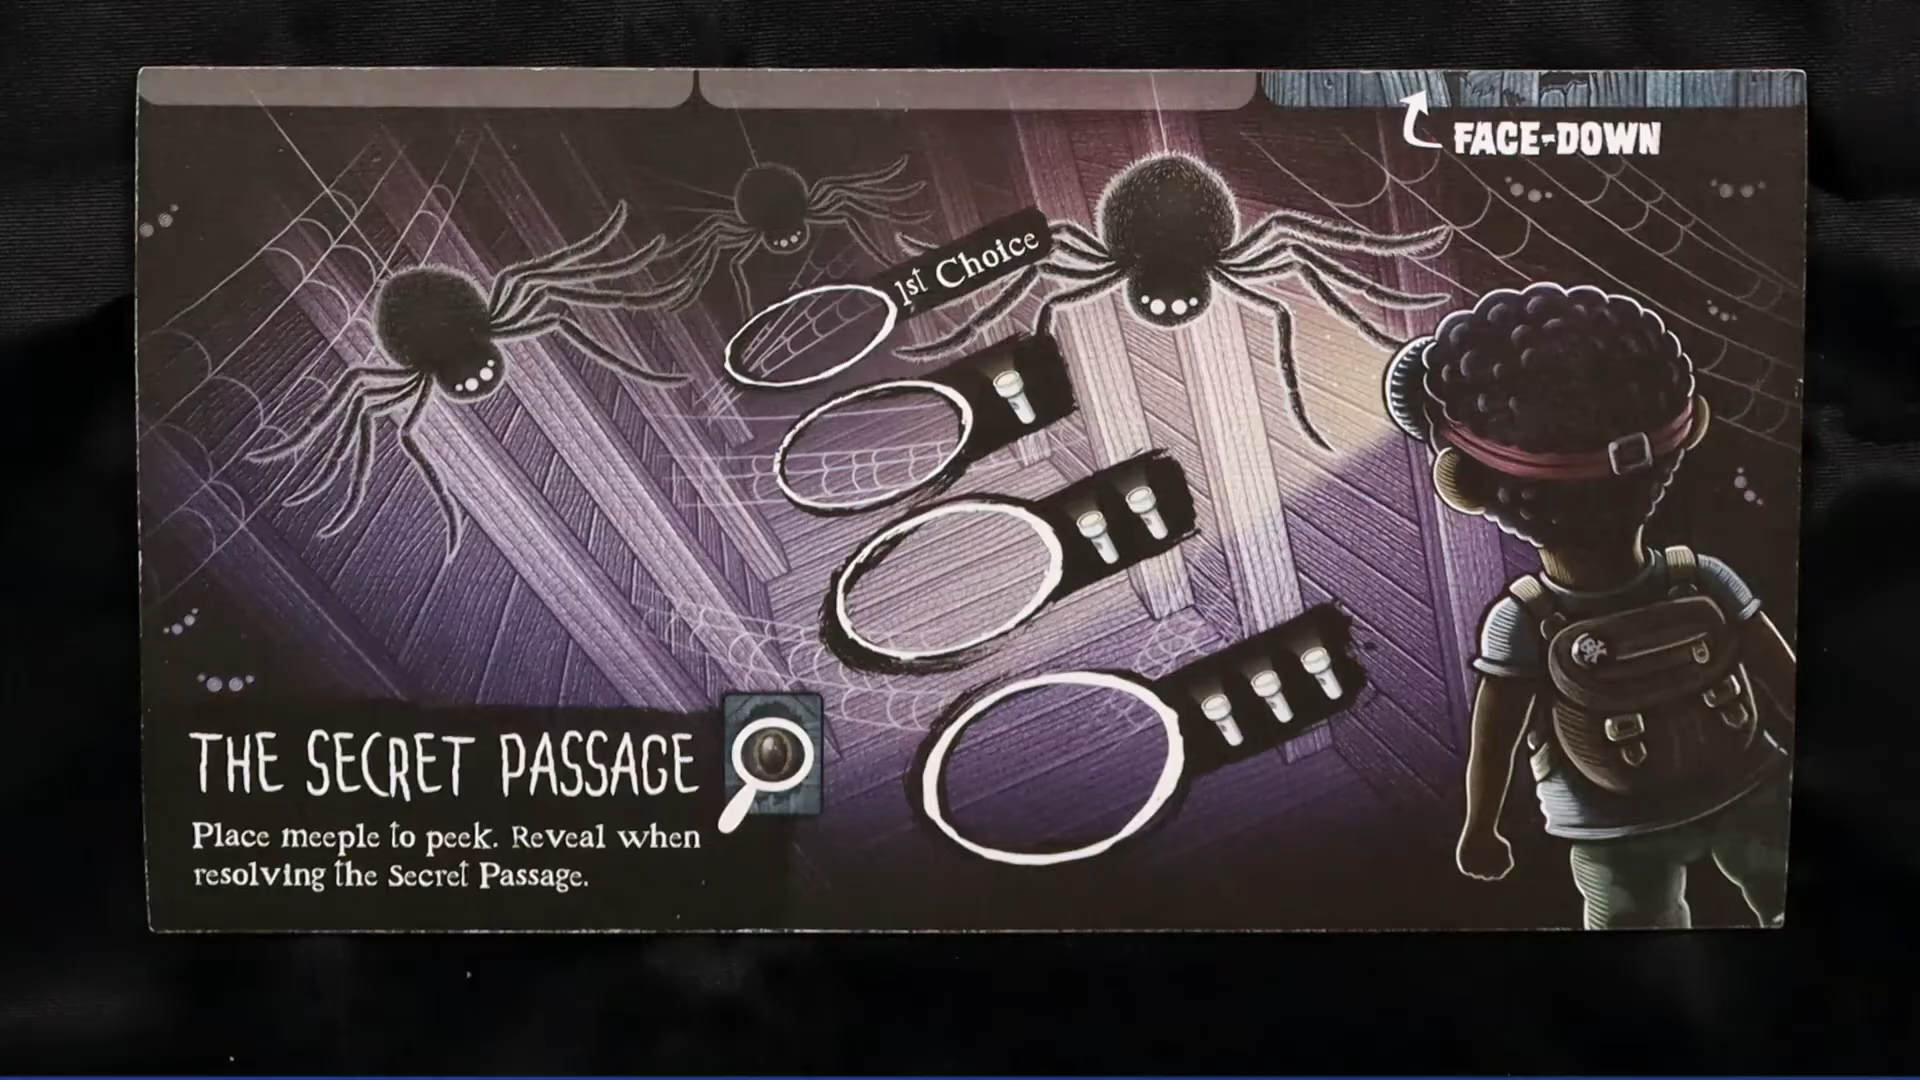 FACE-DOWN
1st Choice
THE SECRET PASSAGE
Place meeple to peek. Reveal when
resolving the Secret Passage.